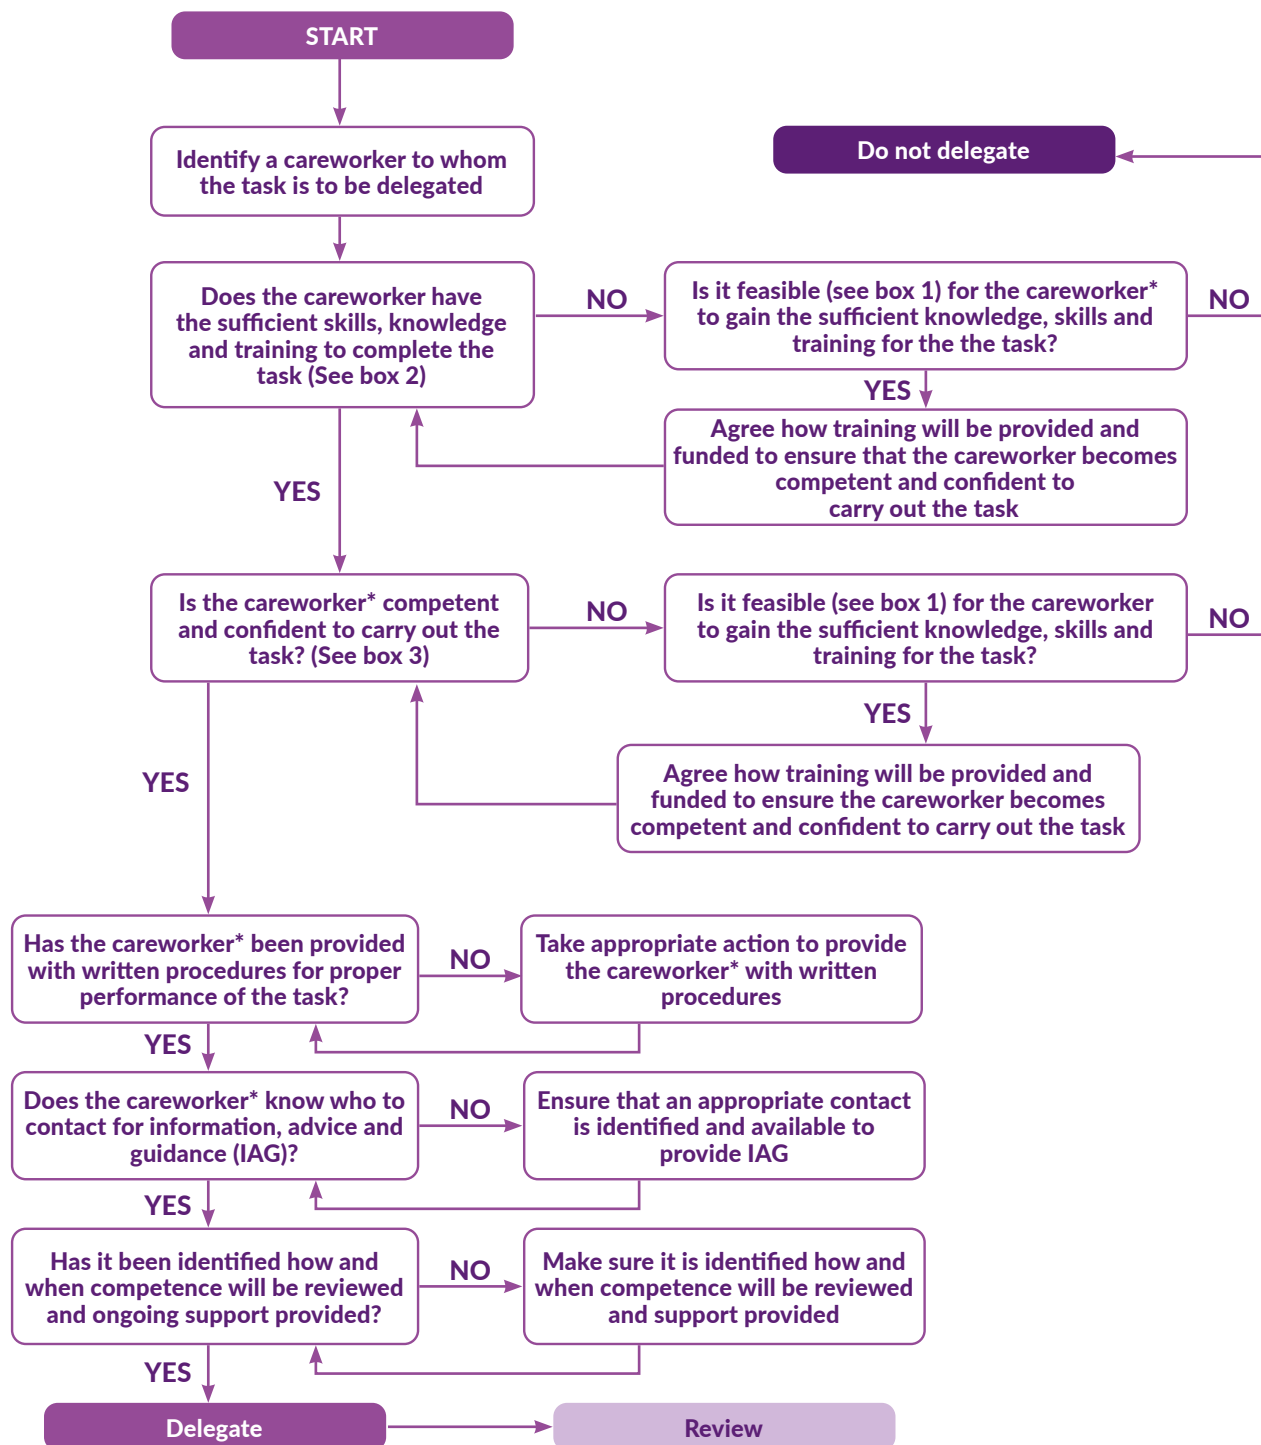 START
Identify a careworker to whom
the task is to be delegated
Do not delegate
Does the careworker have
the sufficient skills, knowledge
and training to complete the
task (See box 2)
NO
Is it feasible (see box 1) for the careworker*
to gain the sufficient knowledge, skills and
training for the the task?
NO
YES
Agree how training will be provided and
funded to ensure that the careworker becomes
competent and confident to
carry out the task
YES
Is the careworker* competent
and confident to carry out the
task? (See box 3)
NO
Is it feasible (see box 1) for the careworker
to gain the sufficient knowledge, skills and
training for the task?
NO
YES
Agree how training will be provided and
funded to ensure the careworker becomes
competent and confident to carry out the task
YES
Has the careworker* been provided
with written procedures for proper
performance of the task?
NO
Take appropriate action to provide
the careworker* with written
procedures
YES
Does the careworker* know who to
contact for information, advice and
guidance (IAG)?
NO
Ensure that an appropriate contact
is identified and available to
provide IAG
YES
Has it been identified how and
when competence will be reviewed
and ongoing support provided?
NO
Make sure it is identified how and
when competence will be reviewed
and support provided
YES
Delegate
Review